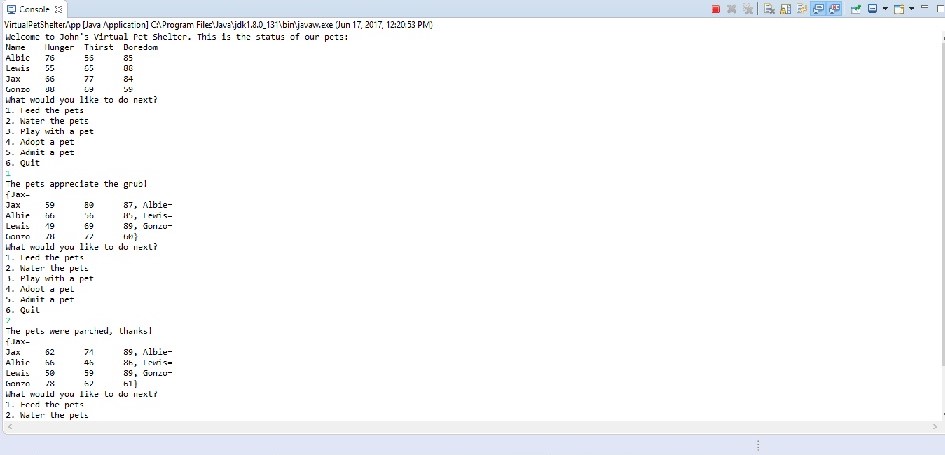 Console
VirtualPetShelterApp [Java Application] C:\Program Files\Java\jdk1.8.0_131\bin\javaw.exe (Jun 17, 2017, 12:20:53 PM)
Welcome to John's Virtual Pet Shelter. This is the status of our pets:
Name Hunger Thirst Boredom
Albie 76 56 85
Lewis 55 65 88
Jax 66 77 84
Gonzo 88 69 59
What would you like to do next?
1. Feed the pets
2. Water the pets
3. Play with a pet
4. Adopt a pet
5. Admit a pet
6. Quit
1
The pets appreciate the grub!
{Jax=
Jax 59 80 87, Albie=
Albie 66 56 85, Lewis=
Lewis 49 69 89, Gonzo=
Gonzo 78 72 60}
What would you like to do next?
1. Feed the pets
2. Water the pets
3. Play with a pet
4. Adopt a pet
5. Admit a pet
6. Quit
2
The pets were parched, thanks!
{Jax=
Jax 62 74 89, Albie=
Albie 66 46 86, Lewis=
Lewis 50 59 89, Gonzo=
Gonzo 78 62 61}
What would you like to do next?
1. Feed the pets
2. Water the pets